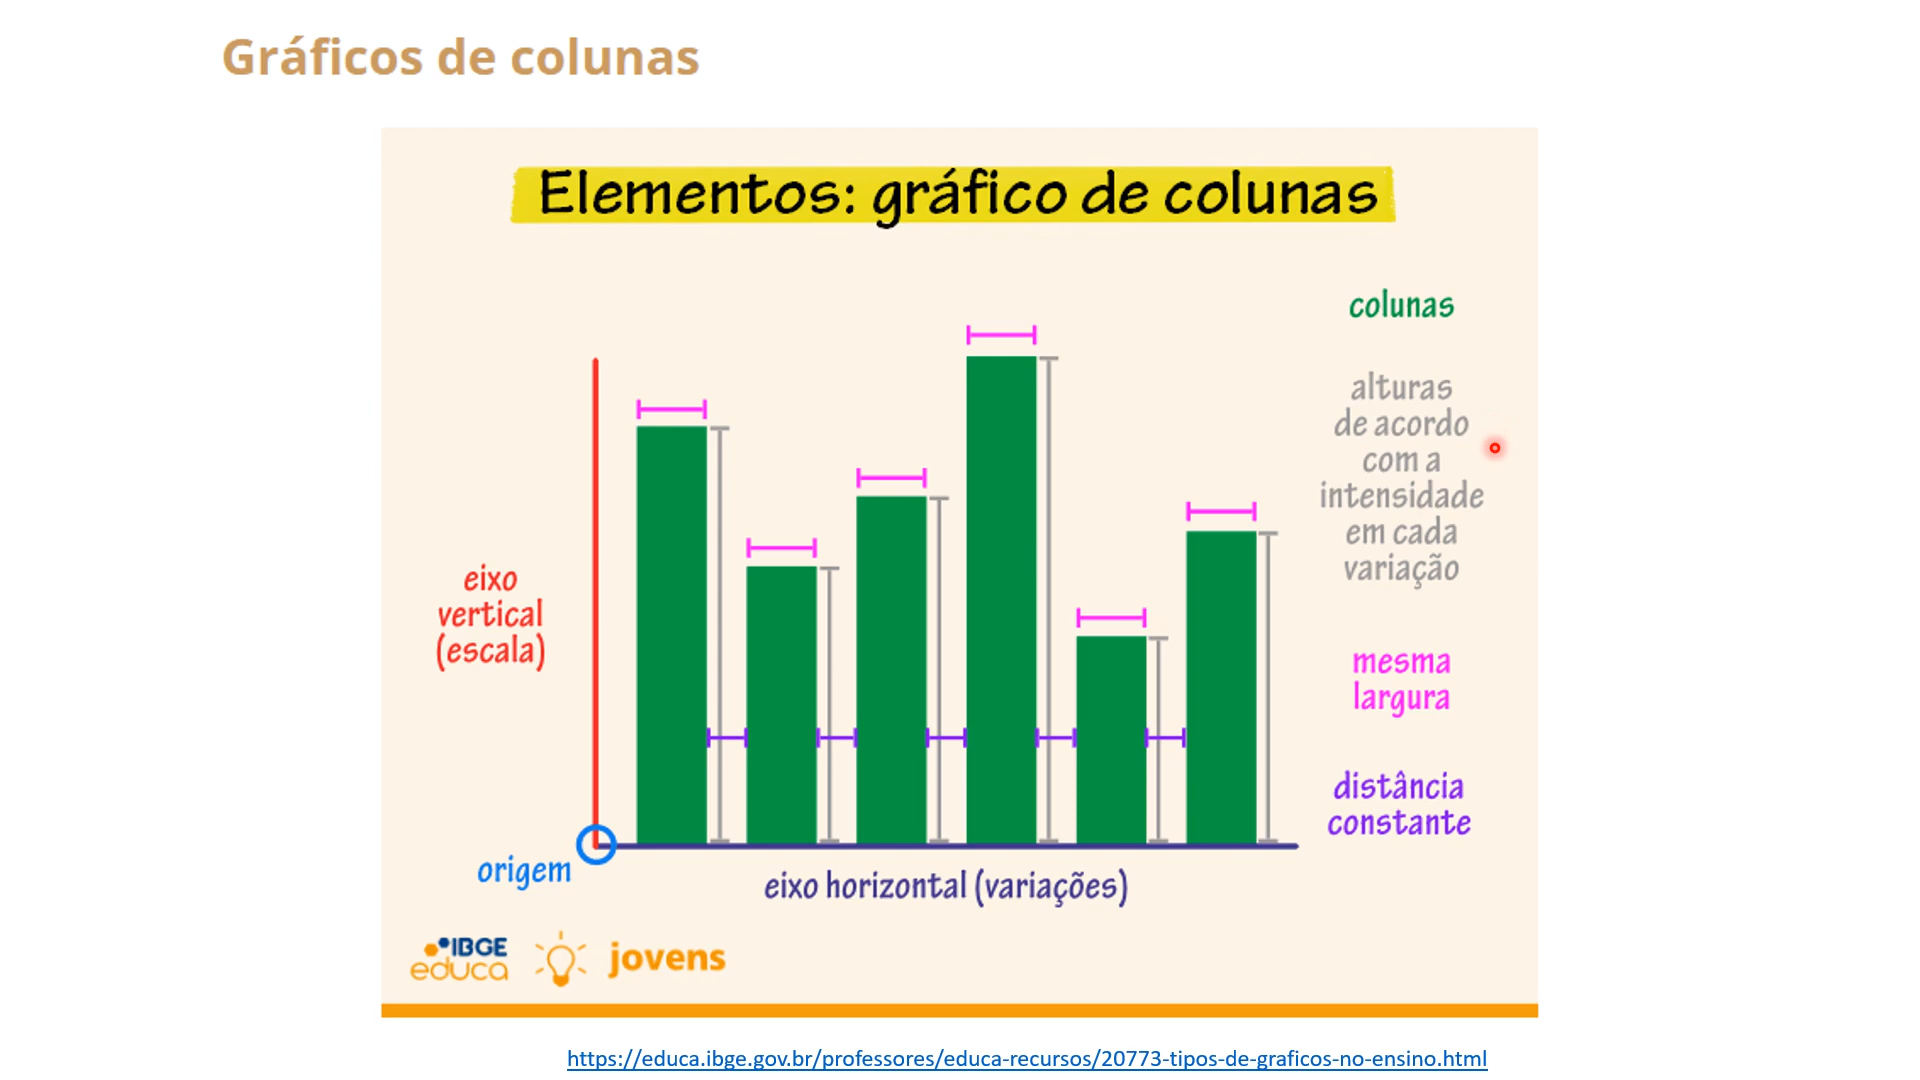 Gráficos de colunas
Elementos: gráfico de colunas
colunas
alturas
de acordo
com a
intensidade
em cada
variação
eixo
vertical
(escala)
mesma
largura
distância
constante
origem
eixo horizontal (variações)
IBGE
educa
jovens
https://educa.ibge.gov.br/professores/educa-recursos/20773-tipos-de-graficos-no-ensino.html